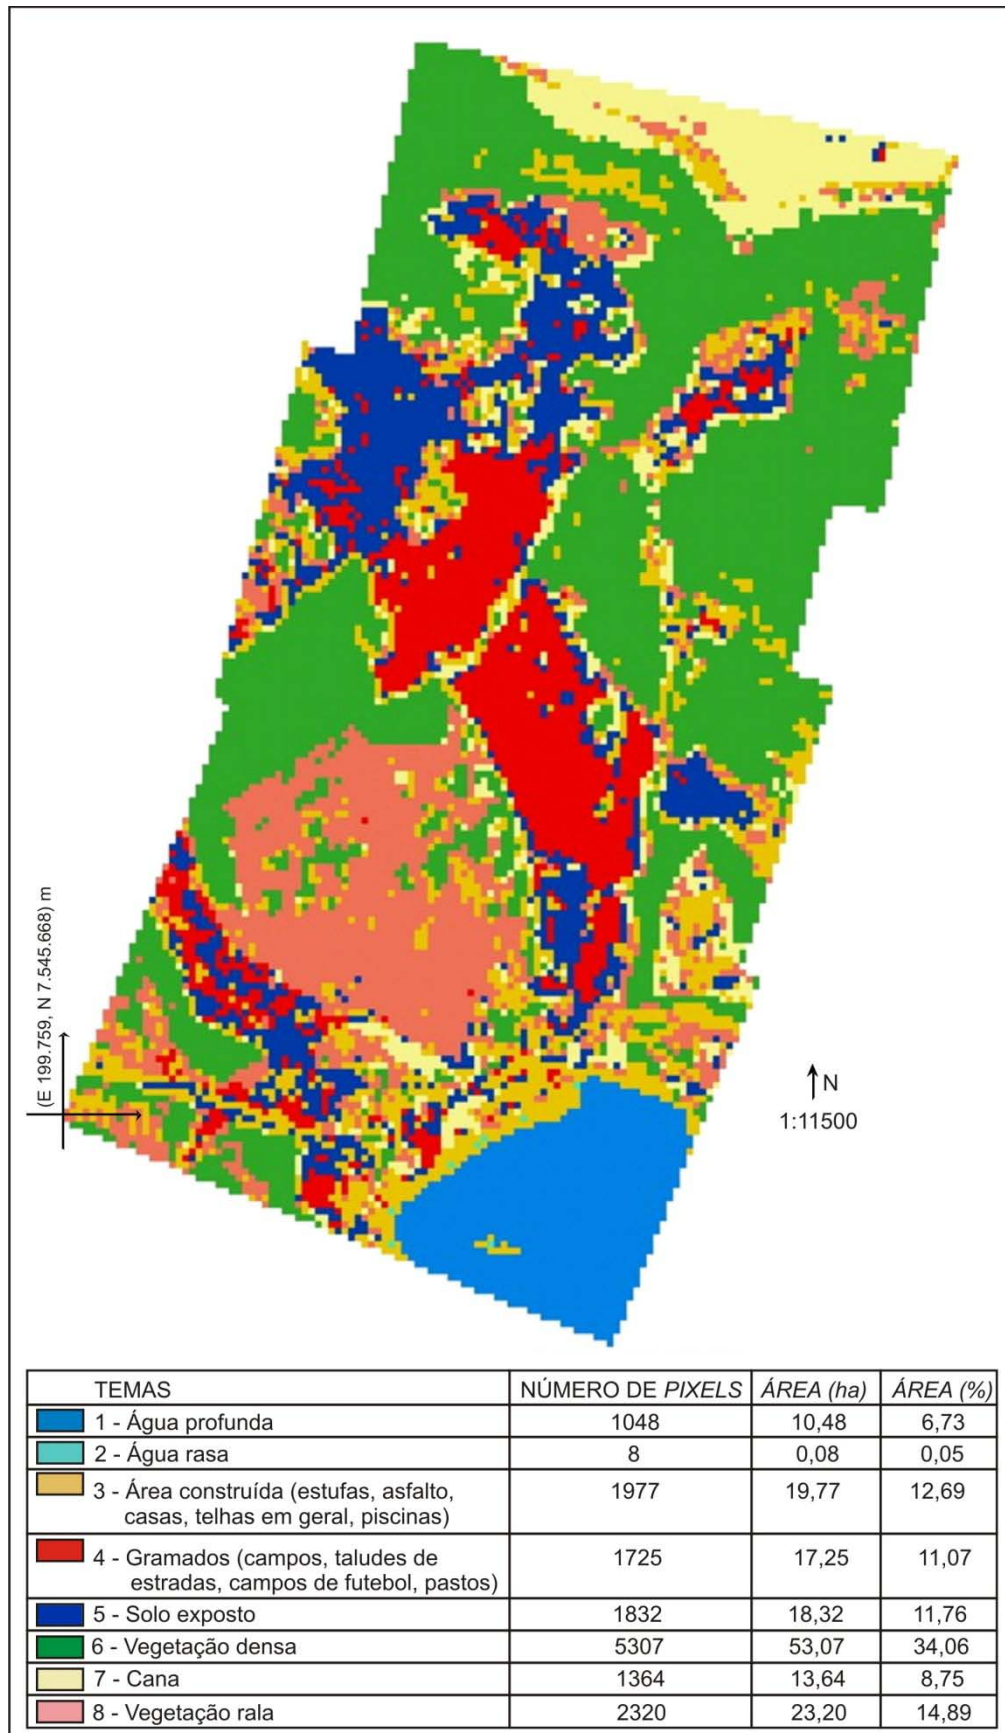 (E 199.759, N 7.545.668) m
N
1:11500
TEMAS NÚMERO DE PIXELS ÁREA (ha) ÁREA (%)
1 - Água profunda 1048 10,48 6,73
2 - Água rasa 8 0,08 0,05
3 - Área construída (estufas, asfalto, 1977 19,77 12,69
casas, telhas em geral, piscinas)
4 - Gramados (campos, taludes de 1725 17,25 11,07
estradas, campos de futebol, pastos)
5 - Solo exposto 1832 18,32 11,76
6 - Vegetação densa 5307 53,07 34,06
7 - Cana 1364 13,64 8,75
8 - Vegetação rala 2320 23,20 14,89